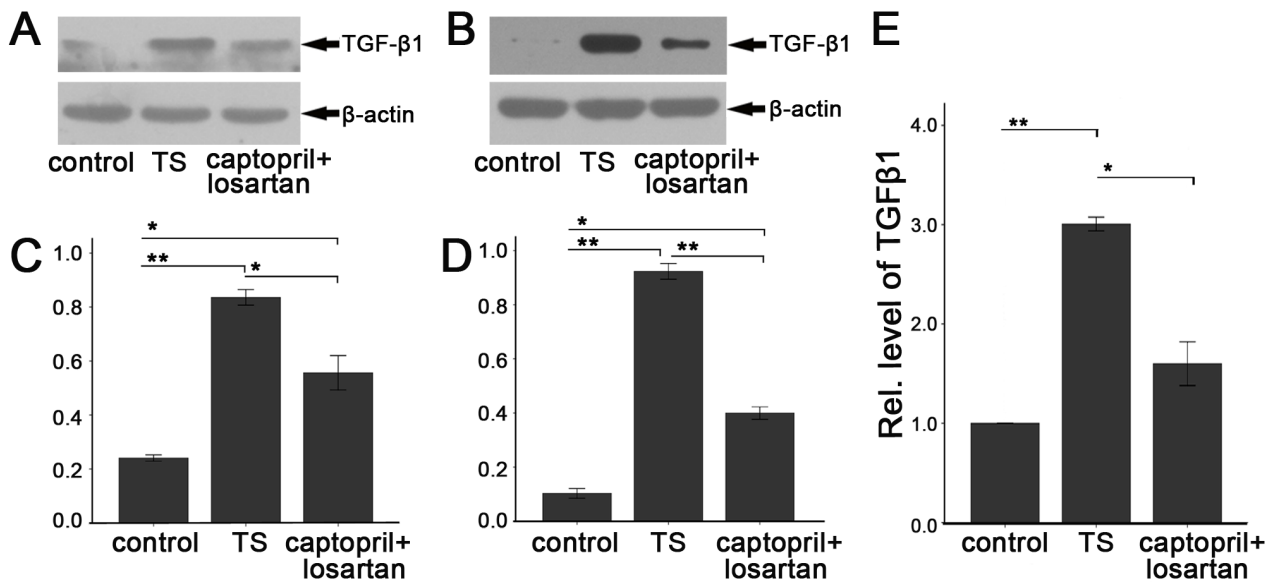 A
TGF-β1
β-actin
control TS captopril+
losartan
B
TGF-β1
β-actin
control TS captopril+
losartan
C
1.0
0.8
0.6
0.4
0.2
0.0
*
**
*
control TS captopril+
losartan
D
1.0
0.8
0.6
0.4
0.2
0.0
*
**
**
control TS captopril+
losartan
E
Rel. level of TGFβ1
4.0
3.0
2.0
1.0
0.0
**
*
control TS captopril+
losartan